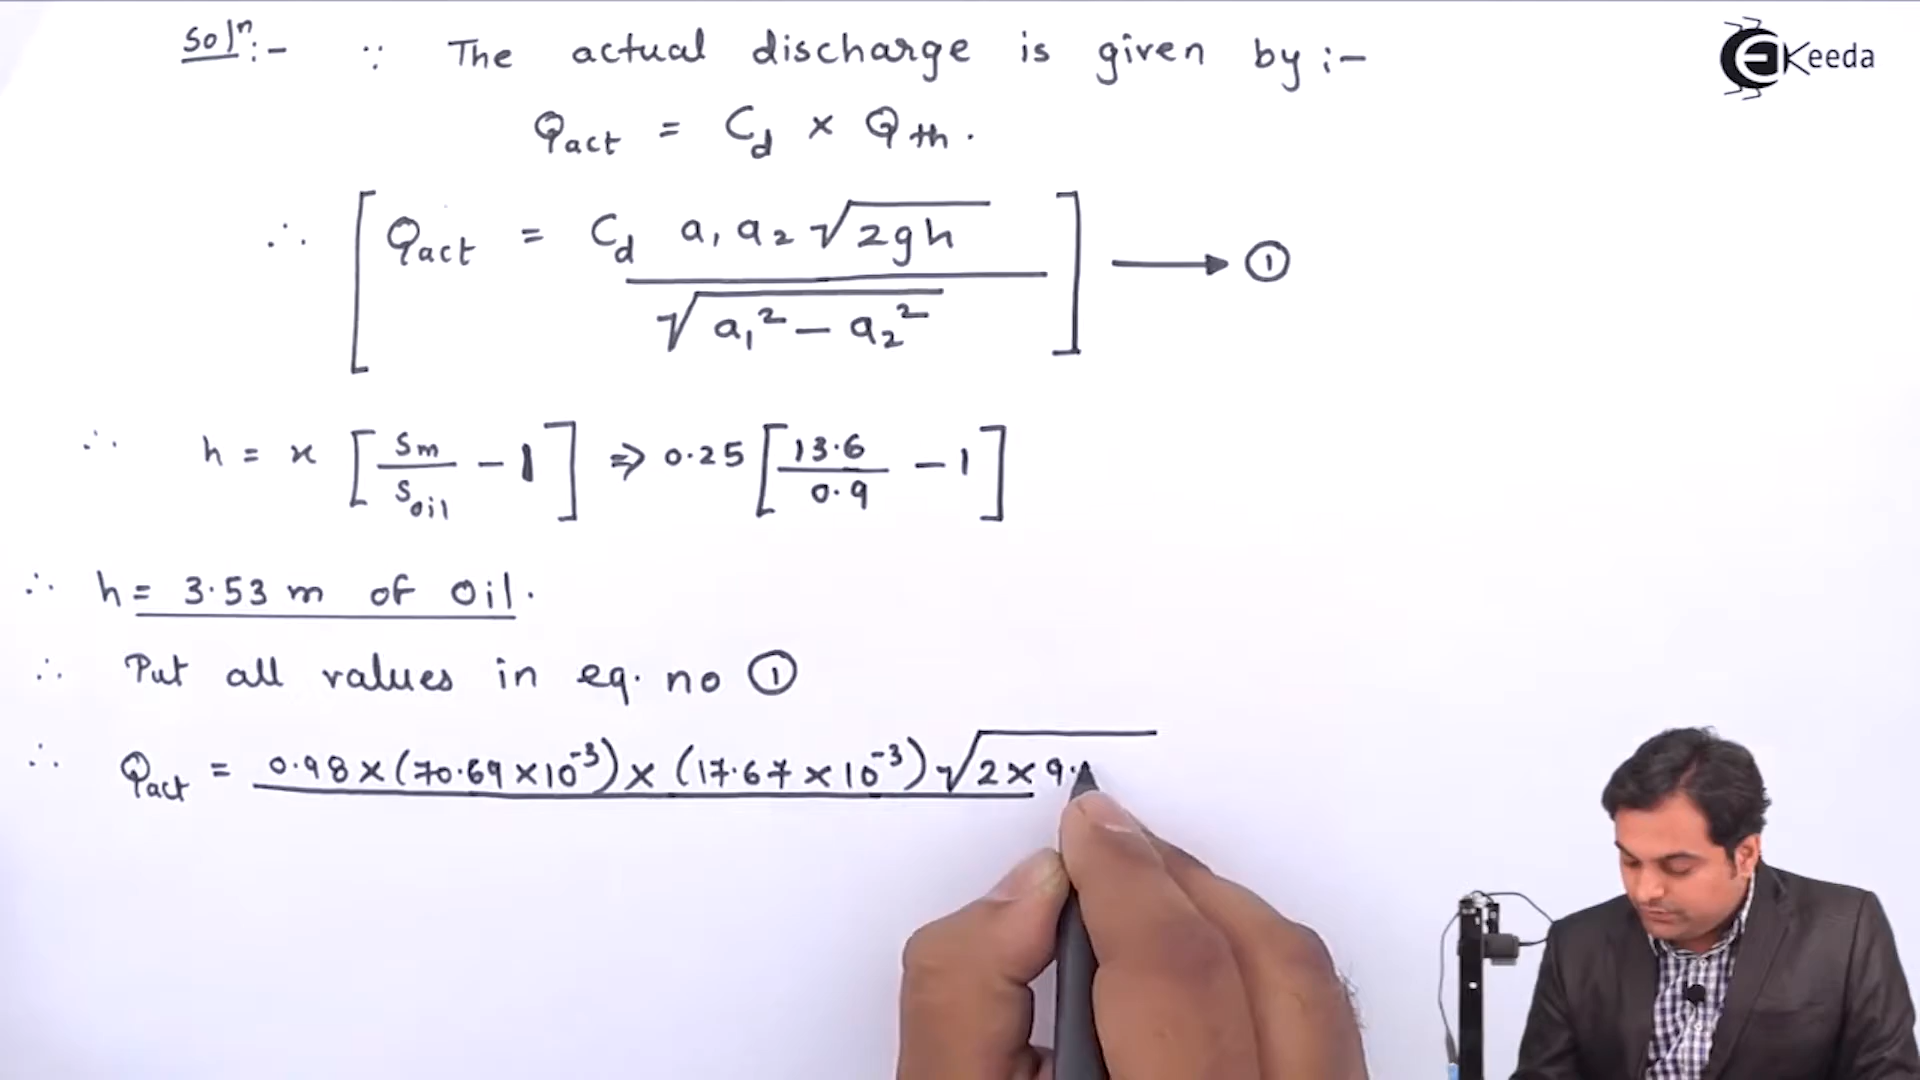 Solⁿ:- ∵ The actual discharge is given by:-
EKeeda
Qact = Cd × Qth.
∴ [Qact = Cd a₁ a₂ √2gh / √a₁² - a₂²] → ①
∴ h = x [Sm / Soil - 1] ⇒ 0.25 [13.6 / 0.9 - 1]
∴ h = 3.53 m of Oil.
∴ Put all values in eq. no ①
∴ Qact = 0.98 × (70.69 × 10⁻³) × (17.67 × 10⁻³) √2 × 9.